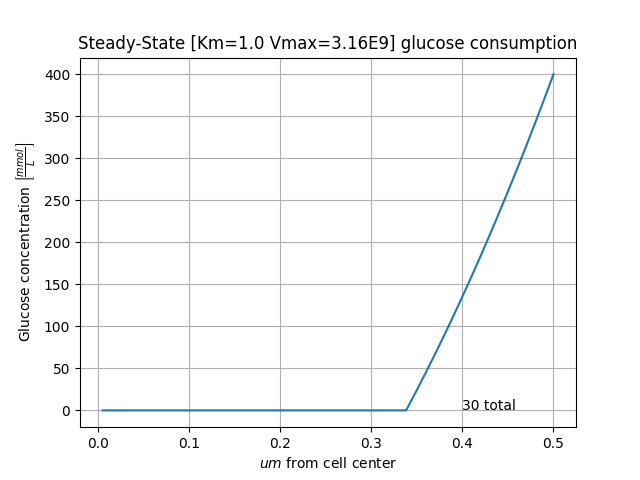 Steady-State [Km=1.0 Vmax=3.16E9] glucose consumption
Glucose concentration [mmol/L]
400
350
300
250
200
150
100
50
0
30 total
0.0 0.1 0.2 0.3 0.4 0.5
um from cell center